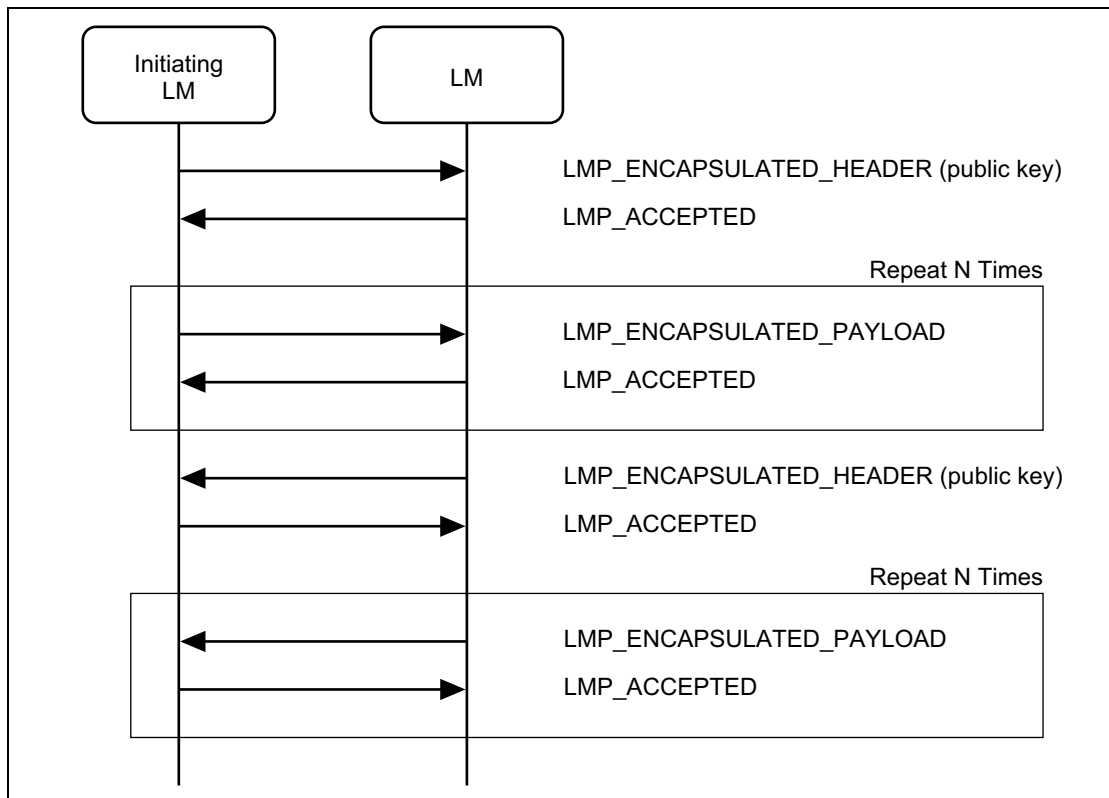 Initiating
LM
LM
LMP_ENCAPSULATED_HEADER (public key)
LMP_ACCEPTED
Repeat N Times
LMP_ENCAPSULATED_PAYLOAD
LMP_ACCEPTED
LMP_ENCAPSULATED_HEADER (public key)
LMP_ACCEPTED
Repeat N Times
LMP_ENCAPSULATED_PAYLOAD
LMP_ACCEPTED